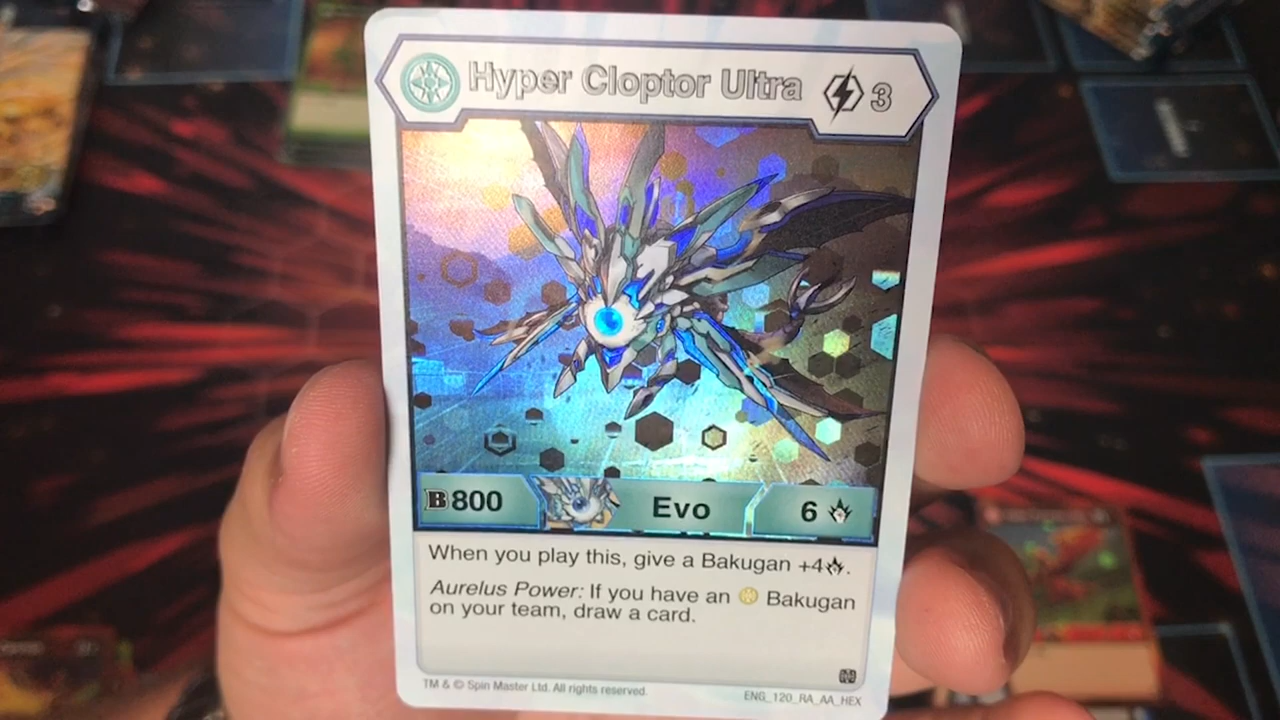 Hyper Cloptor Ultra 3
B 800 Evo 6
When you play this, give a Bakugan +4.
Aurelus Power: If you have an Bakugan
on your team, draw a card.
TM & © Spin Master Ltd. All rights reserved.
ENG_120_RA_AA_HEX